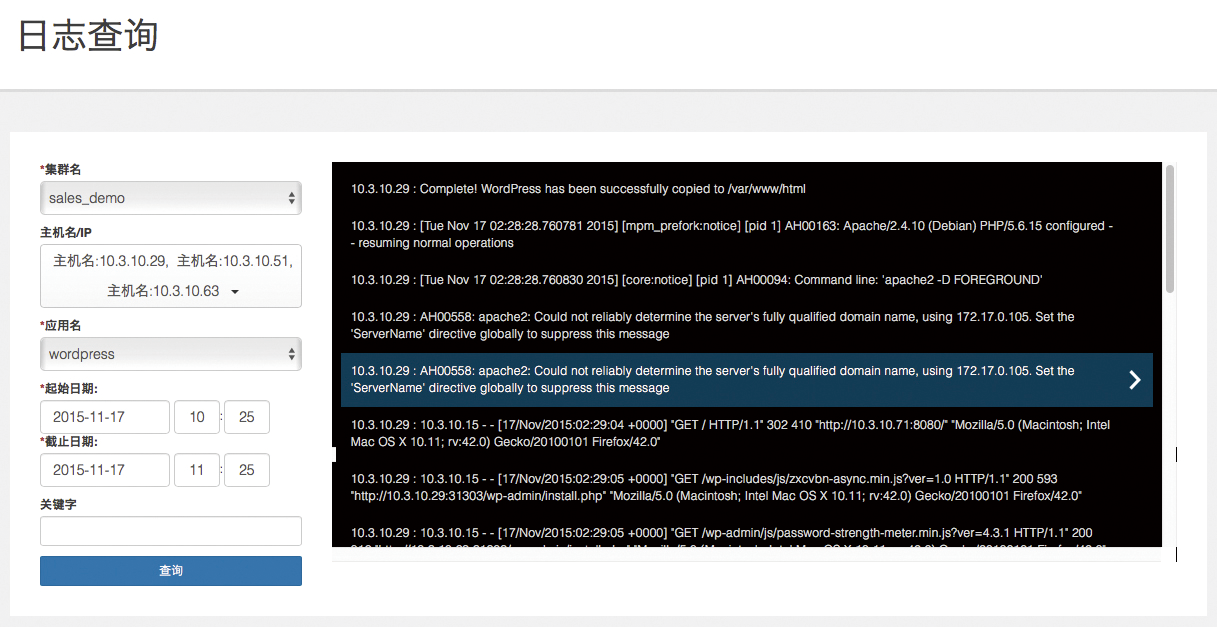 日志查询
*集群名
sales_demo
主机名/IP
主机名:10.3.10.29, 主机名:10.3.10.51,
主机名:10.3.10.63
*应用名
wordpress
*起始日期:
2015-11-17 10 : 25
*截止日期:
2015-11-17 11 : 25
关键字
查询
10.3.10.29 : Complete! WordPress has been successfully copied to /var/www/html
10.3.10.29 : [Tue Nov 17 02:28:28.760781 2015] [mpm_prefork:notice] [pid 1] AH00163: Apache/2.4.10 (Debian) PHP/5.6.15 configured -
- resuming normal operations
10.3.10.29 : [Tue Nov 17 02:28:28.760830 2015] [core:notice] [pid 1] AH00094: Command line: 'apache2 -D FOREGROUND'
10.3.10.29 : AH00558: apache2: Could not reliably determine the server's fully qualified domain name, using 172.17.0.105. Set the
'ServerName' directive globally to suppress this message
10.3.10.29 : AH00558: apache2: Could not reliably determine the server's fully qualified domain name, using 172.17.0.105. Set the
'ServerName' directive globally to suppress this message
10.3.10.29 : 10.3.10.15 - - [17/Nov/2015:02:29:04 +0000] "GET / HTTP/1.1" 302 410 "http://10.3.10.71:8080/" "Mozilla/5.0 (Macintosh; Intel
Mac OS X 10.11; rv:42.0) Gecko/20100101 Firefox/42.0"
10.3.10.29 : 10.3.10.15 - - [17/Nov/2015:02:29:05 +0000] "GET /wp-includes/js/zxcvbn-async.min.js?ver=1.0 HTTP/1.1" 200 593
"http://10.3.10.29:31303/wp-admin/install.php" "Mozilla/5.0 (Macintosh; Intel Mac OS X 10.11; rv:42.0) Gecko/20100101 Firefox/42.0"
10.3.10.29 : 10.3.10.15 - - [17/Nov/2015:02:29:05 +0000] "GET /wp-admin/js/password-strength-meter.min.js?ver=4.3.1 HTTP/1.1" 200